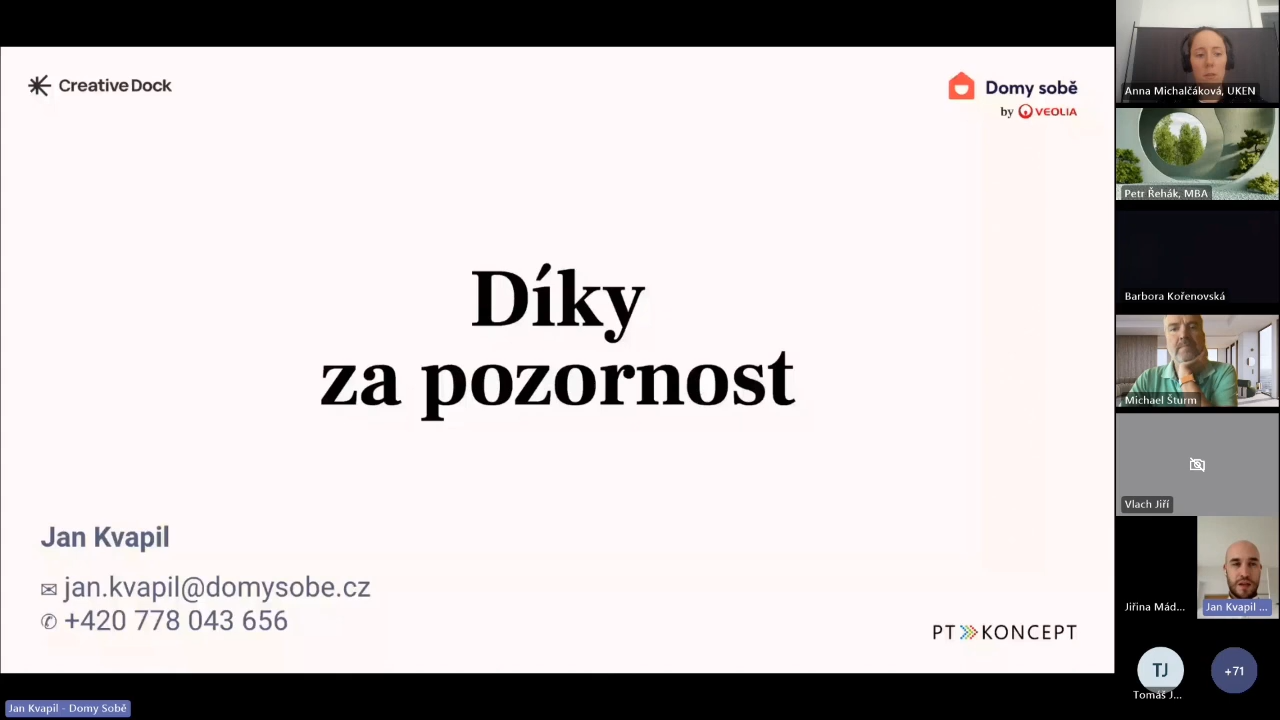 Creative Dock
Domy sobě
by VEOLIA
Díky
za pozornost
Jan Kvapil
✉ jan.kvapil@domysobe.cz
✆ +420 778 043 656
PT KONCEPT
Jan Kvapil - Domy Sobě
Anna Michalčáková, UKEN
Petr Řehák, MBA
Barbora Kořenovská
Michael Šturm
Vlach Jiří
Jiřina Mád...
Jan Kvapil ...
TJ
Tomáš J...
+71